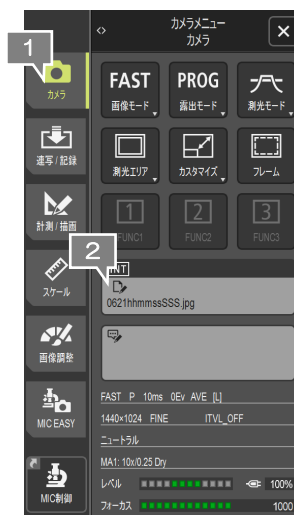 カメラメニュー
カメラ
1
カメラ
連写/記録
計測/描画
スケール
画像調整
MIC EASY
MIC制御
FAST
画像モード
PROG
露出モード
測光モード
測光エリア
カスタマイズ
フレーム
1
FUNC1
2
FUNC2
3
FUNC3
2
INT
0621hhmmssSSS.jpg
FAST P 10ms 0Ev AVE [L]
1440×1024 FINE ITVL_OFF
ニュートラル
MA1: 10x/0.25 Dry
レベル 100%
フォーカス 1000